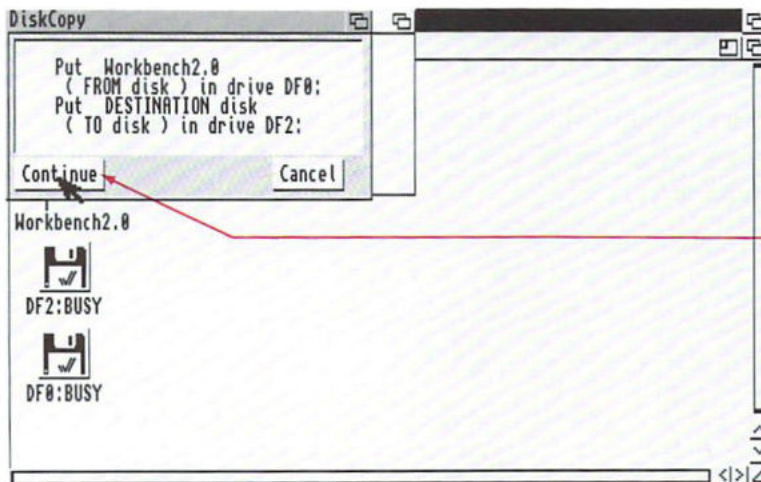 DiskCopy
Put Workbench2.0
( FROM disk ) in drive DF0:
Put DESTINATION disk
( TO disk ) in drive DF2:
Continue Cancel
Workbench2.0
DF2:BUSY
DF0:BUSY